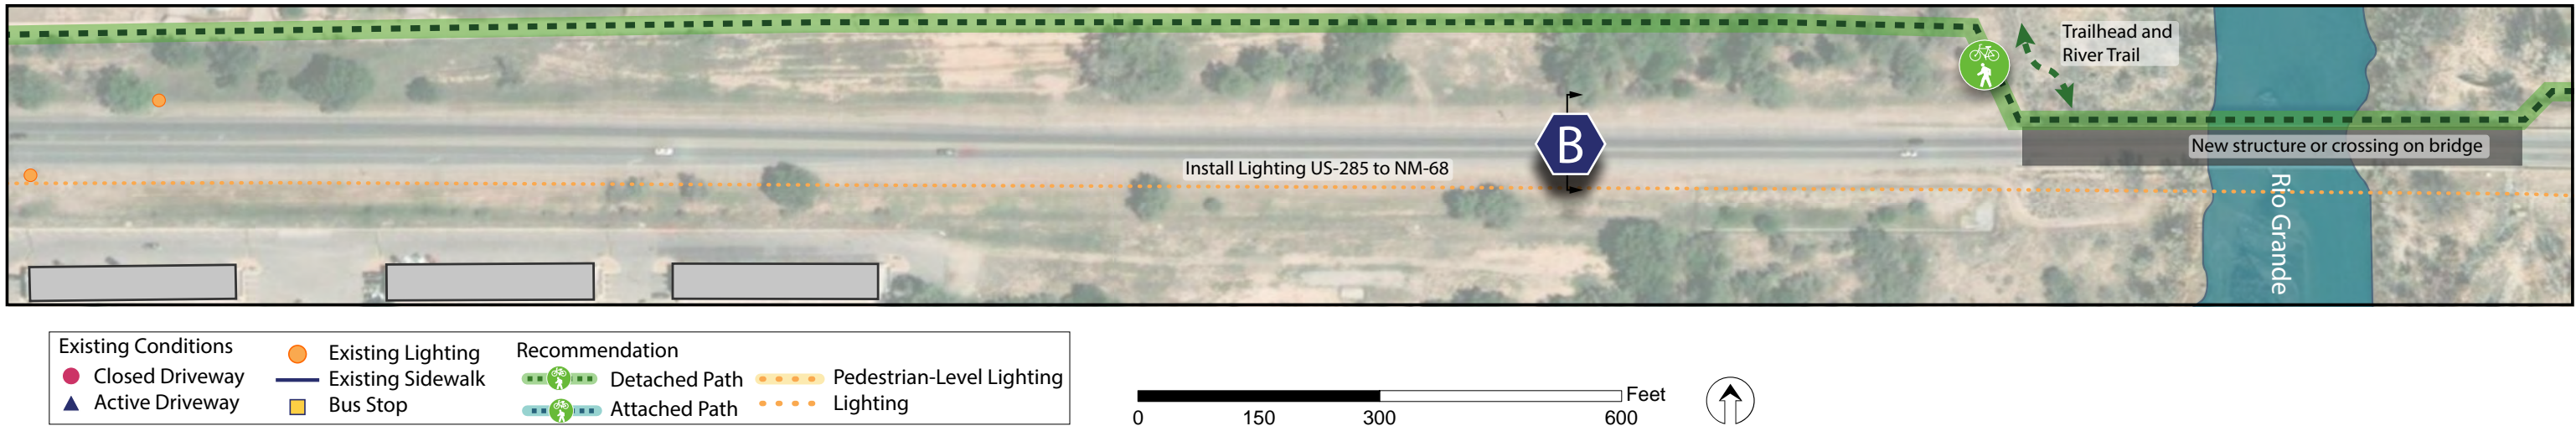 Trailhead and
River Trail
New structure or crossing on bridge
Install Lighting US-285 to NM-68
B
Rio Grande
Existing Conditions
Closed Driveway
Active Driveway
Existing Lighting
Existing Sidewalk
Bus Stop
Recommendation
Detached Path
Attached Path
Pedestrian-Level Lighting
Lighting
Feet
0 150 300 600